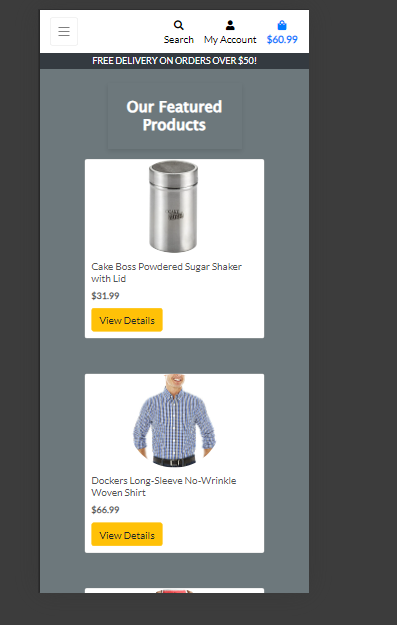 Search
My Account
$60.99
FREE DELIVERY ON ORDERS OVER $50!
Our Featured
Products
Cake Boss Powdered Sugar Shaker
with Lid
$31.99
View Details
Dockers Long-Sleeve No-Wrinkle
Woven Shirt
$66.99
View Details